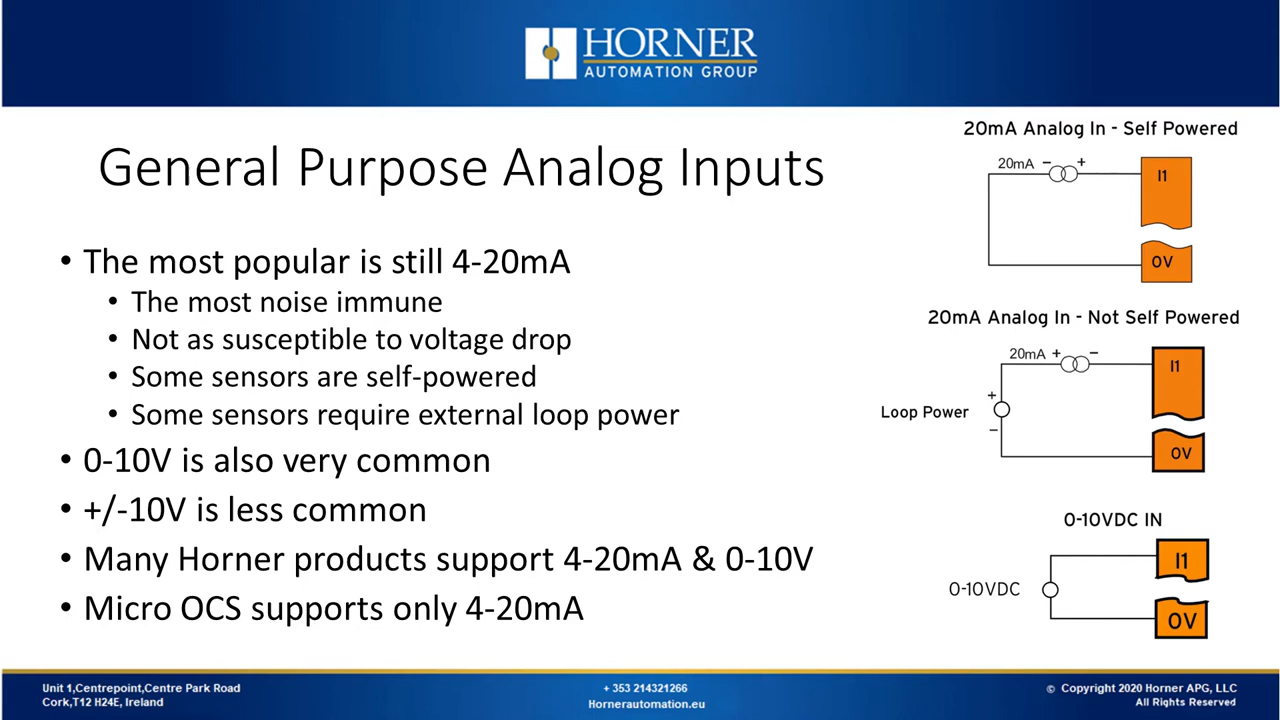 HORNER
AUTOMATION GROUP
General Purpose Analog Inputs
• The most popular is still 4-20mA
• The most noise immune
• Not as susceptible to voltage drop
• Some sensors are self-powered
• Some sensors require external loop power
• 0-10V is also very common
• +/-10V is less common
• Many Horner products support 4-20mA & 0-10V
• Micro OCS supports only 4-20mA
20mA Analog In - Self Powered
20mA − +
I1
0V
20mA Analog In - Not Self Powered
20mA + −
I1
+
Loop Power
−
0V
0-10VDC IN
I1
0-10VDC
0V
Unit 1,Centrepoint,Centre Park Road
Cork,T12 H24E, Ireland
+ 353 214321266
Hornerautomation.eu
© Copyright 2020 Horner APG, LLC
All Rights Reserved